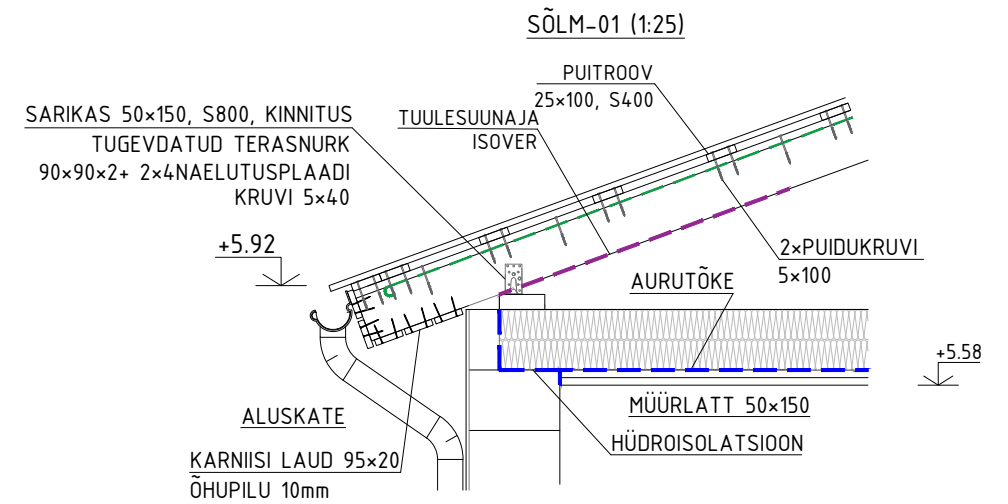 SÕLM-01 (1:25)
PUITROOV
25×100, S400
SARIKAS 50×150, S800, KINNITUS
TUGEVDATUD TERASNURK
90×90×2+ 2×4NAELUTUSPLAADI
KRUVI 5×40
TUULESUUNAJA
ISOVER
+5.92
2×PUIDUKRUVI
5×100
AURUTÕKE
+5.58
MÜÜRLATT 50×150
ALUSKATE
HÜDROISOLATSIOON
KARNIISI LAUD 95×20
ÕHUPILU 10mm